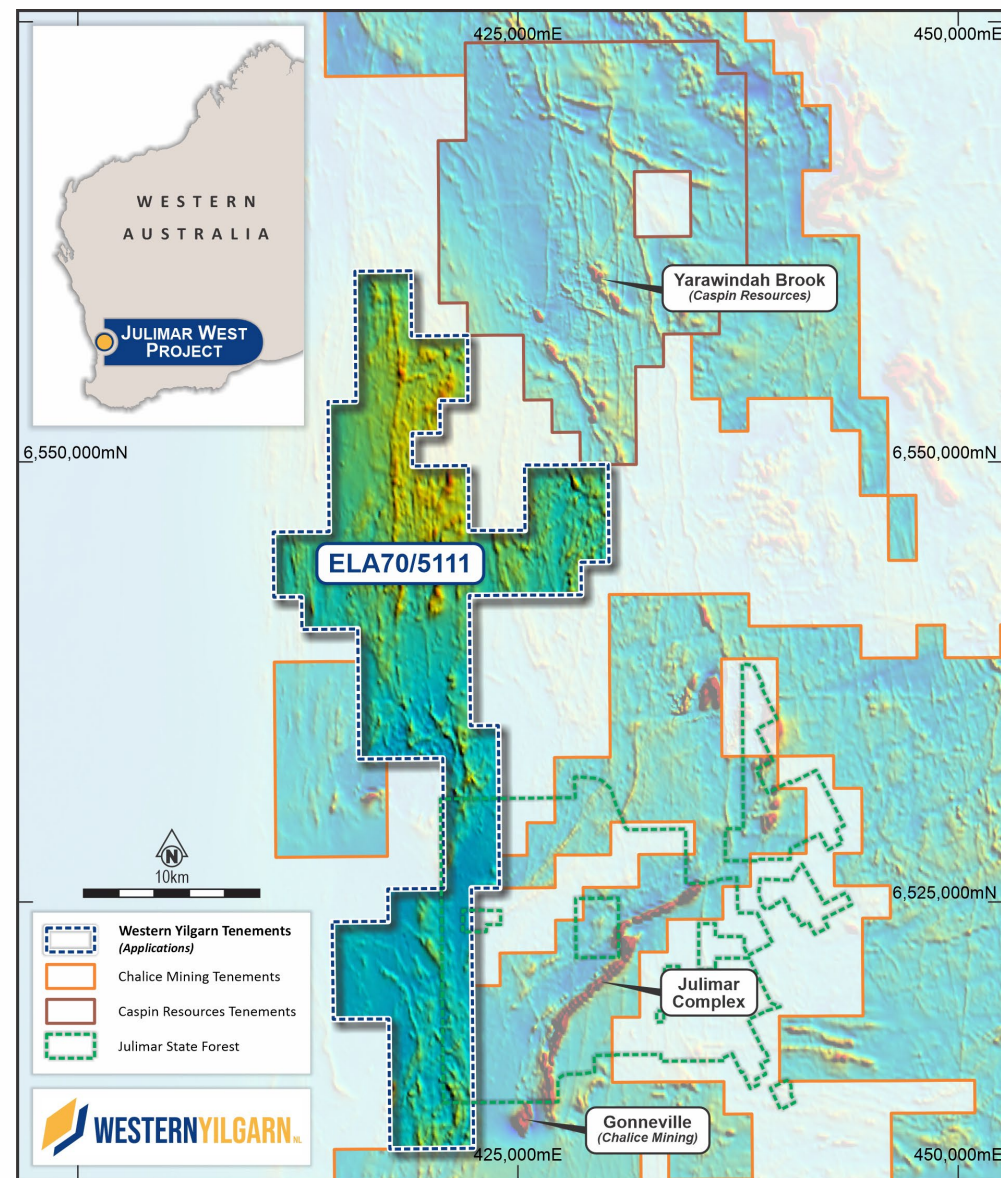 425,000mE
450,000mE
WESTERN
AUSTRALIA
JULIMAR WEST
PROJECT
Yarawindah Brook
(Caspin Resources)
6,550,000mN
6,550,000mN
ELA70/5111
N
10km
6,525,000mN
Western Yilgarn Tenements
(Applications)
Chalice Mining Tenements
Caspin Resources Tenements
Julimar State Forest
Julimar
Complex
Gonneville
(Chalice Mining)
WESTERNYILGARN NL
425,000mE
450,000mE